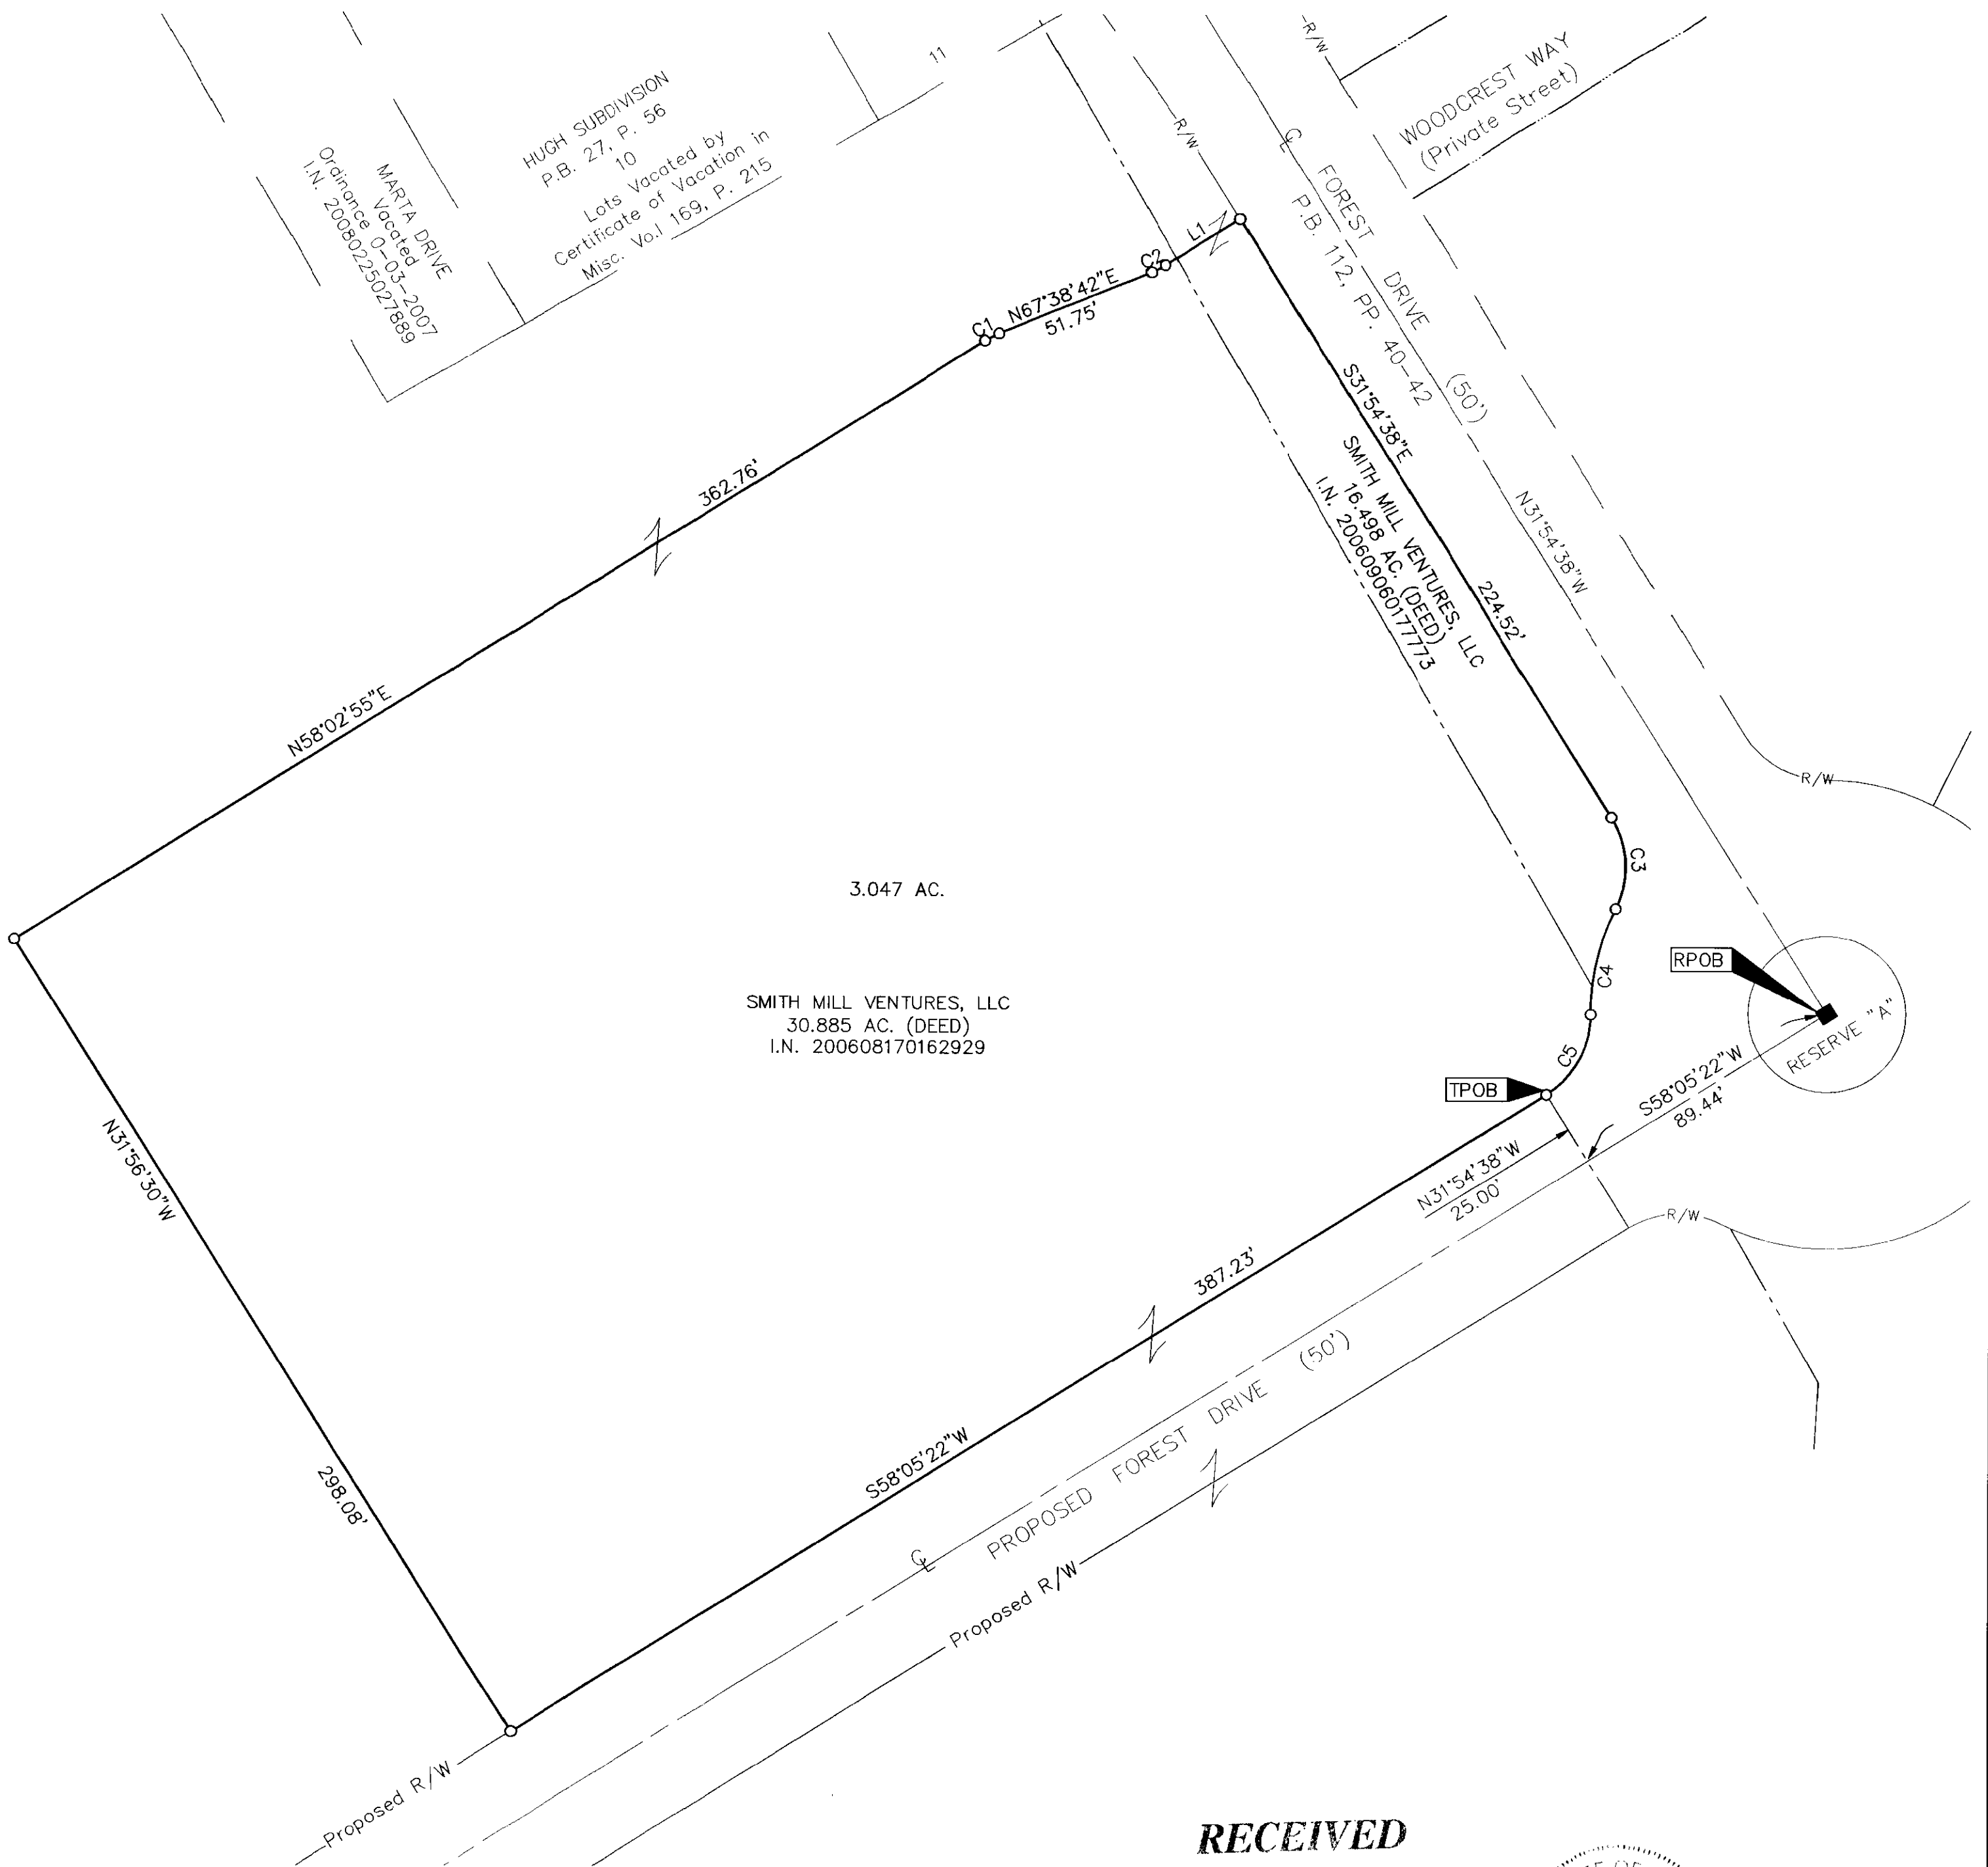 HUGH SUBDIVISION
P.B. 27, P. 56
10
Lots Vacated by
Certificate of Vacation in
Misc. Vo.l 169, P. 215
11
MARTA DRIVE
Vacated
Ordinance O-03-2007
I.N. 200802250027889
R/W
R/W
WOODCREST WAY
(Private Street)
℄ FOREST DRIVE (50')
P.B. 112, PP. 40-42
C1
N67°38'42"E
51.75'
C2
L1
362.76'
N58°02'55"E
S31°54'38"E
224.52'
SMITH MILL VENTURES, LLC
16.498 AC. (DEED)
I.N. 200609060177773
N31°54'38"W
R/W
C3
C4
C5
3.047 AC.
SMITH MILL VENTURES, LLC
30.885 AC. (DEED)
I.N. 200608170162929
RPOB
RESERVE "A"
S58°05'22"W
89.44'
TPOB
N31°54'38"W
25.00'
R/W
N31°56'30"W
298.08'
387.23'
S58°05'22"W
℄ PROPOSED FOREST DRIVE (50')
Proposed R/W
Proposed R/W
RECEIVED